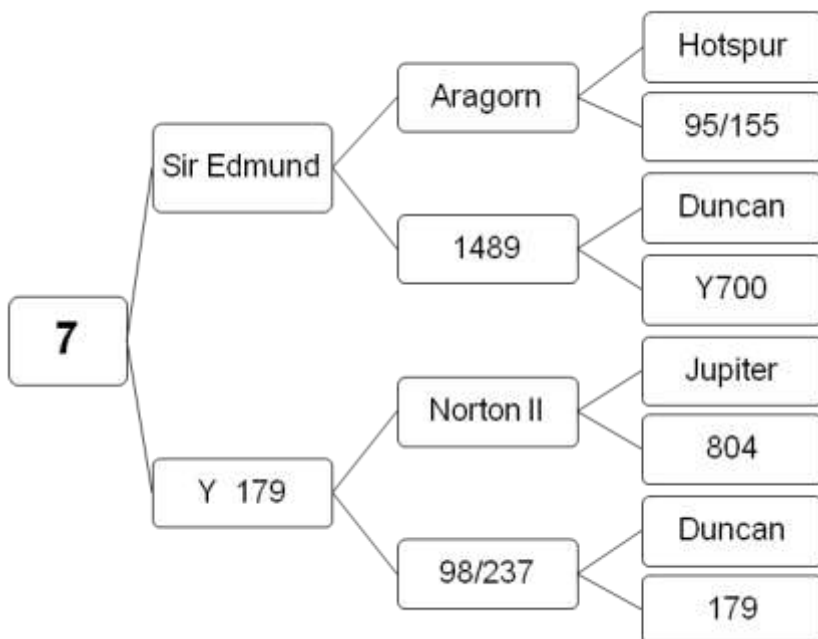 Hotspur
Aragorn
95/155
Sir Edmund
Duncan
1489
Y700
7
Jupiter
Norton II
804
Y 179
Duncan
98/237
179